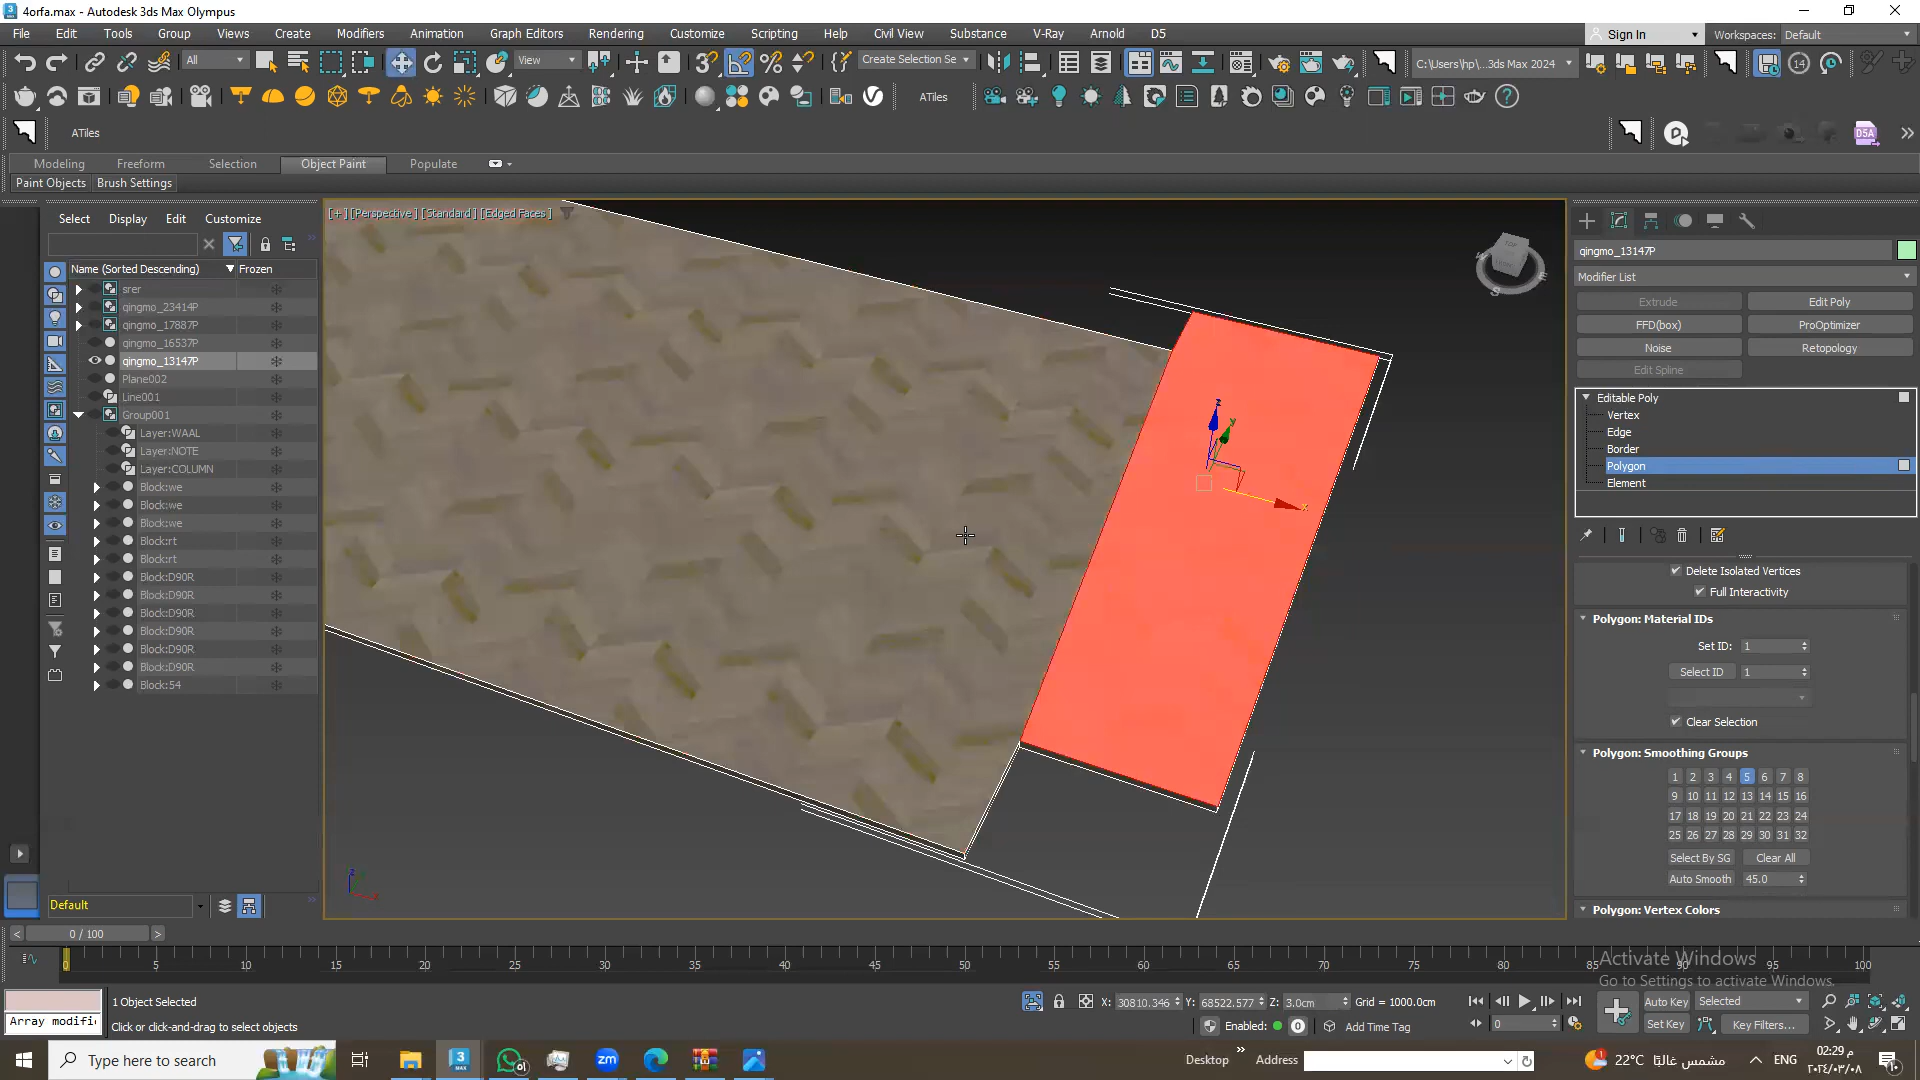 4orfa.max - Autodesk 3ds Max Olympus
File Edit Tools Group Views Create Modifiers Animation Graph Editors Rendering Customize Scripting Help Civil View Substance V-Ray Arnold D5
Sign In
Workspaces: Default
All
View
Create Selection Se
C:\Users\hp\...3ds Max 2024
14
ATiles
ATiles
D5A
Modeling Freeform Selection Object Paint Populate
Paint Objects Brush Settings
Select Display Edit Customize
Name (Sorted Descending) Frozen
srer
qingmo_23414P
qingmo_17887P
qingmo_16537P
qingmo_13147P
Plane002
Line001
Group001
Layer:WAAL
Layer:NOTE
Layer:COLUMN
Block:we
Block:we
Block:we
Block:rt
Block:rt
Block:D90R
Block:D90R
Block:D90R
Block:D90R
Block:D90R
Block:D90R
Block:54
Default
[+] [Perspective] [Standard] [Edged Faces]
z
y
x
qingmo_13147P
Modifier List
Extrude Edit Poly
FFD(box) ProOptimizer
Noise Retopology
Edit Spline
Editable Poly
Vertex
Edge
Border
Polygon
Element
Delete Isolated Vertices
Full Interactivity
Polygon: Material IDs
Set ID: 1
Select ID 1
Clear Selection
Polygon: Smoothing Groups
1 2 3 4 5 6 7 8
9 10 11 12 13 14 15 16
17 18 19 20 21 22 23 24
25 26 27 28 29 30 31 32
Select By SG Clear All
Auto Smooth 45.0
Polygon: Vertex Colors
0 / 100
0 5 10 15 20 25 30 35 40 45 50 55 60 65 70 75 80 85 90 95 100
Activate Windows
Go to Settings to activate Windows.
1 Object Selected
Array modifi
Click or click-and-drag to select objects
X: 30810.346 Y: 68522.577 Z: 3.0cm Grid = 1000.0cm
Enabled: 0 Add Time Tag
Auto Key Selected
0 Set Key Key Filters...
Type here to search
Desktop Address
22°C مشمس غالبًا
ENG
02:29 م
٢٠٢٤/٠٣/٠٨